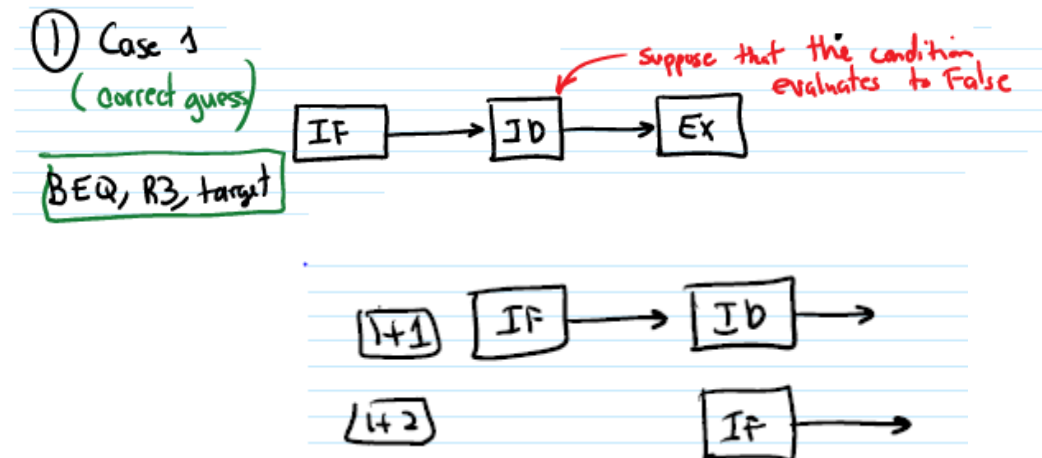 ① Case 1
(correct guess)
suppose that the condition
evaluates to False
IF
ID
EX
BEQ, R3, target
i+1
IF
ID
i+2
IF